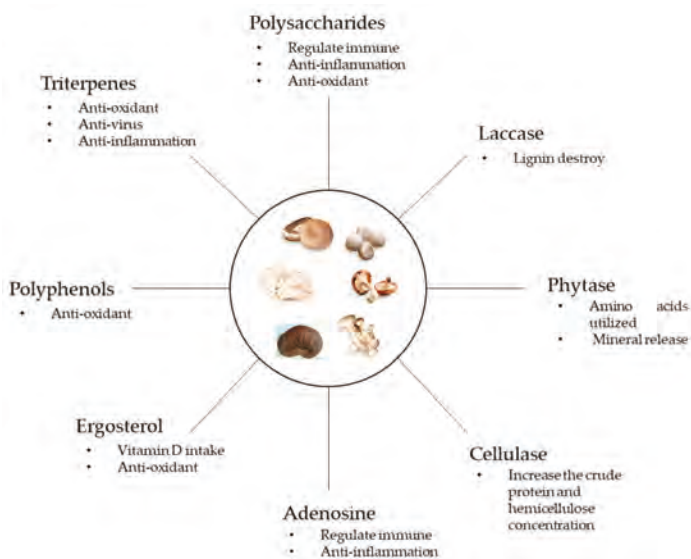 Polysaccharides
• Regulate immune
• Anti-inflammation
• Anti-oxidant
Triterpenes
• Anti-oxidant
• Anti-virus
• Anti-inflammation
Laccase
• Lignin destroy
Polyphenols
• Anti-oxidant
Phytase
• Amino acids
utilized
• Mineral release
Ergosterol
• Vitamin D intake
• Anti-oxidant
Cellulase
• Increase the crude
protein and
hemicellulose
concentration
Adenosine
• Regulate immune
• Anti-inflammation